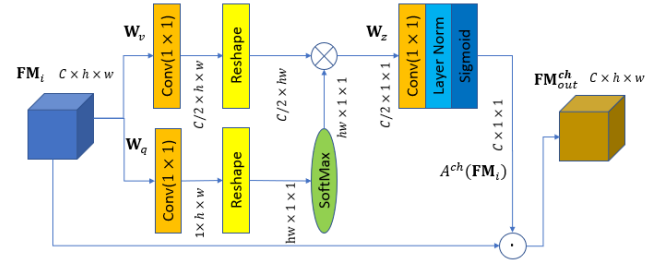 FM_i C × h × w
W_v
Conv(1 × 1)
C/2 × h × w
Reshape
C/2 × hw
hw × 1 × 1
W_z
C/2 × 1 × 1
Conv(1 × 1)
Layer Norm
Sigmoid
C × 1 × 1
FM^ch_out C × h × w
W_q
Conv(1 × 1)
1× h × w
Reshape
hw × 1 × 1
SoftMax
A^ch(FM_i)